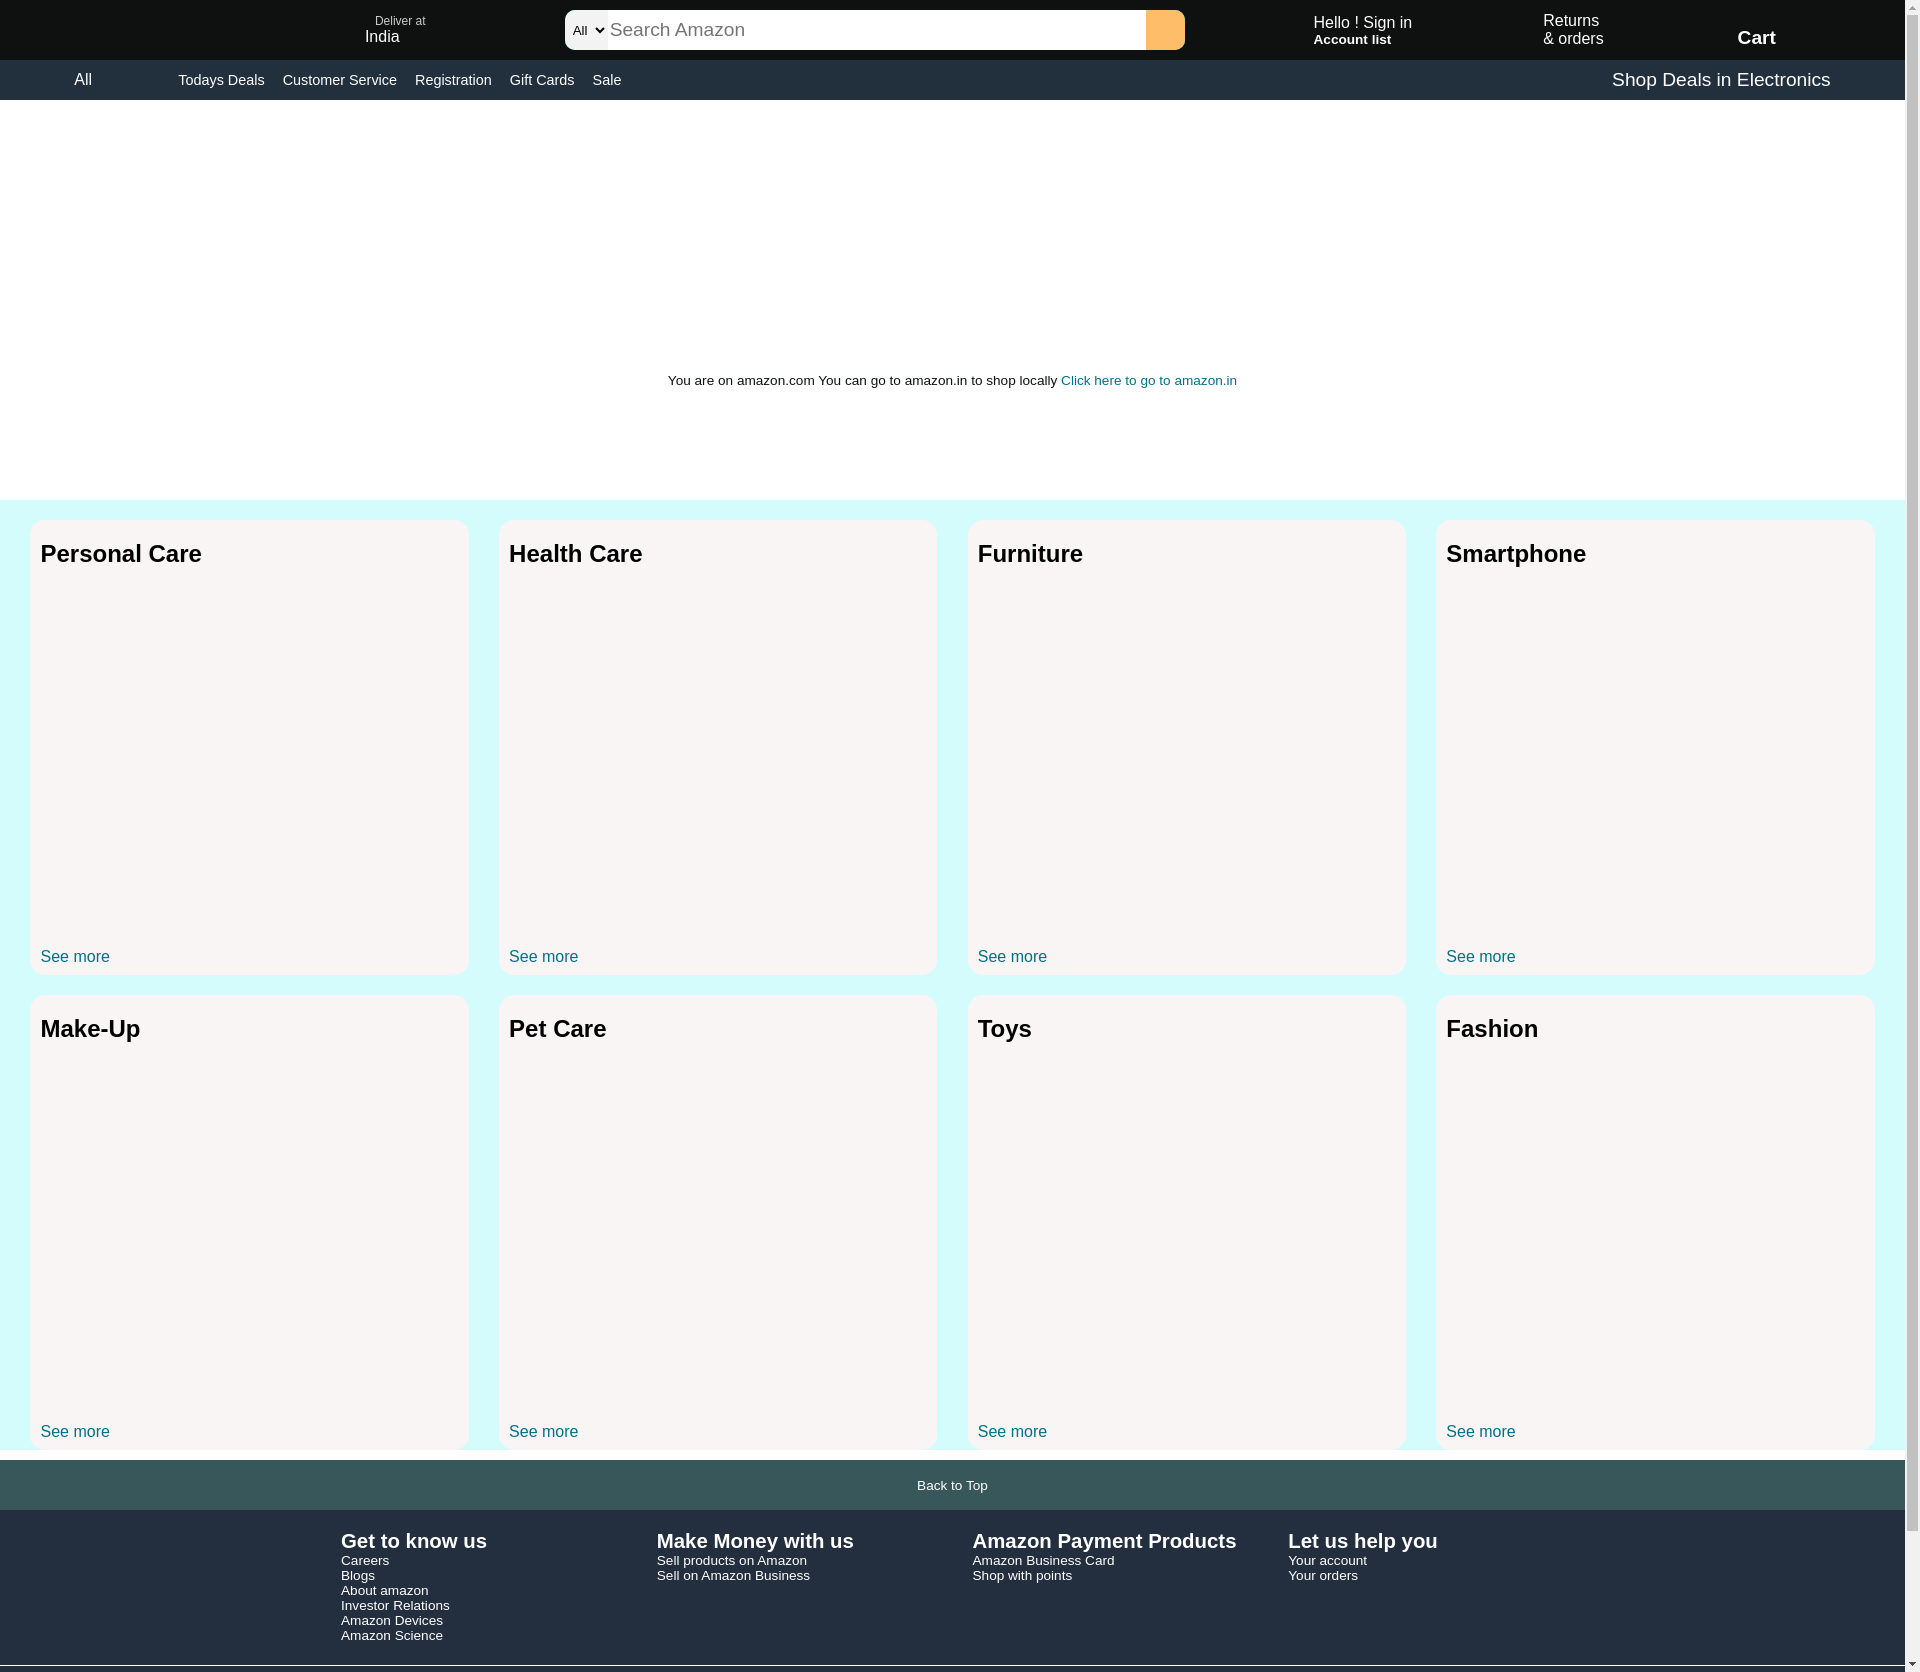 Deliver at
India
All
Search Amazon
Hello ! Sign in
Account list
Returns
& orders
Cart
All
Todays Deals
Customer Service
Registration
Gift Cards
Sale
Shop Deals in Electronics
You are on amazon.com You can go to amazon.in to shop locally Click here to go to amazon.in
Personal Care
Health Care
Furniture
Smartphone
See more
See more
See more
See more
Make-Up
Pet Care
Toys
Fashion
See more
See more
See more
See more
Back to Top
Get to know us
Careers
Blogs
About amazon
Investor Relations
Amazon Devices
Amazon Science
Make Money with us
Sell products on Amazon
Sell on Amazon Business
Amazon Payment Products
Amazon Business Card
Shop with points
Let us help you
Your account
Your orders